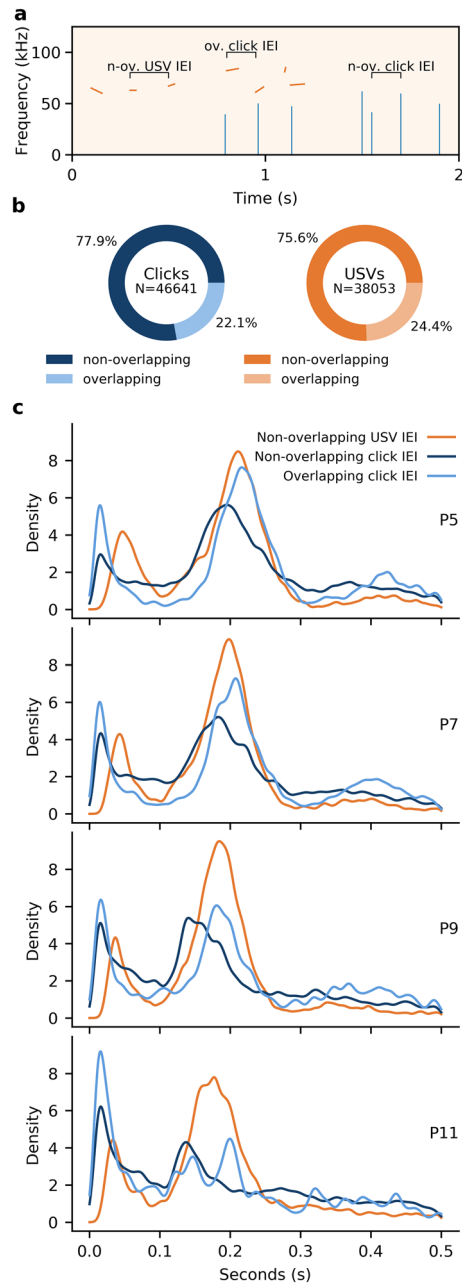 a
Frequency (kHz)
100
50
0
n-ov. USV IEI
ov. click IEI
n-ov. click IEI
0
1
2
Time (s)
b
77.9%
Clicks
N=46641
22.1%
75.6%
USVs
N=38053
24.4%
non-overlapping
overlapping
non-overlapping
overlapping
c
Non-overlapping USV IEI
Non-overlapping click IEI
Overlapping click IEI
P5
Density
8
6
4
2
0
P7
Density
8
6
4
2
0
P9
Density
8
6
4
2
0
P11
Density
8
6
4
2
0
0.0
0.1
0.2
0.3
0.4
0.5
Seconds (s)